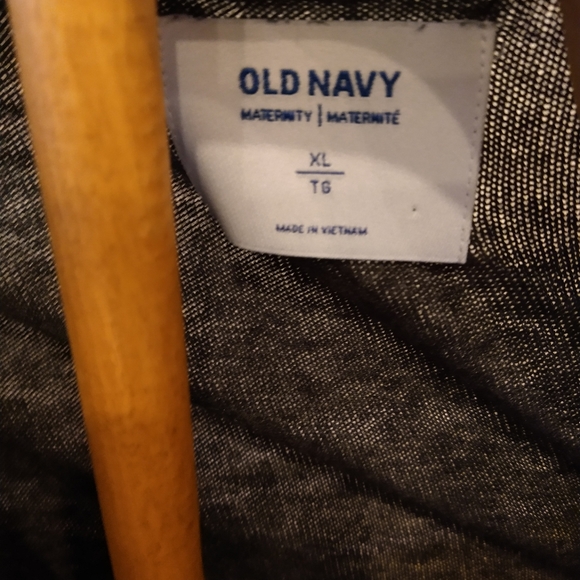 OLD NAVY
MATERNITY | MATERNITÉ
XL
TG
MADE IN VIETNAM